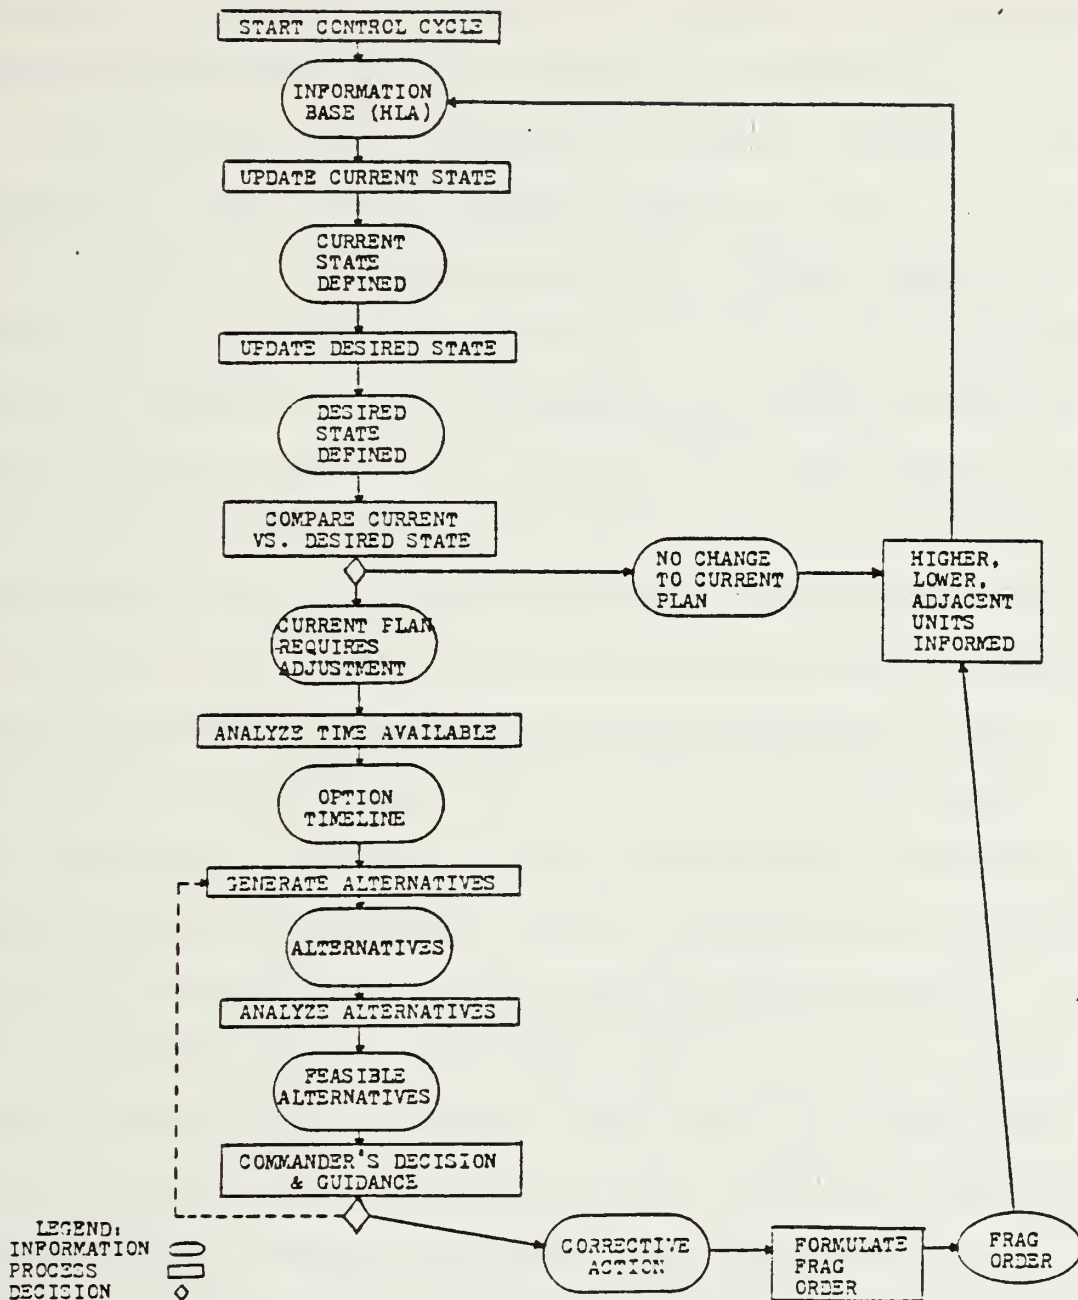 START CONTROL CYCLE
INFORMATION
BASE (HLA)
UPDATE CURRENT STATE
CURRENT
STATE
DEFINED
UPDATE DESIRED STATE
DESIRED
STATE
DEFINED
COMPARE CURRENT
VS. DESIRED STATE
NO CHANGE
TO CURRENT
PLAN
HIGHER,
LOWER,
ADJACENT
UNITS
INFORMED
CURRENT PLAN
REQUIRES
ADJUSTMENT
ANALYZE TIME AVAILABLE
OPTION
TIMELINE
GENERATE ALTERNATIVES
ALTERNATIVES
ANALYZE ALTERNATIVES
FEASIBLE
ALTERNATIVES
COMMANDER'S DECISION
& GUIDANCE
CORRECTIVE
ACTION
FORMULATE
FRAG
ORDER
FRAG
ORDER
LEGEND:
INFORMATION
PROCESS
DECISION